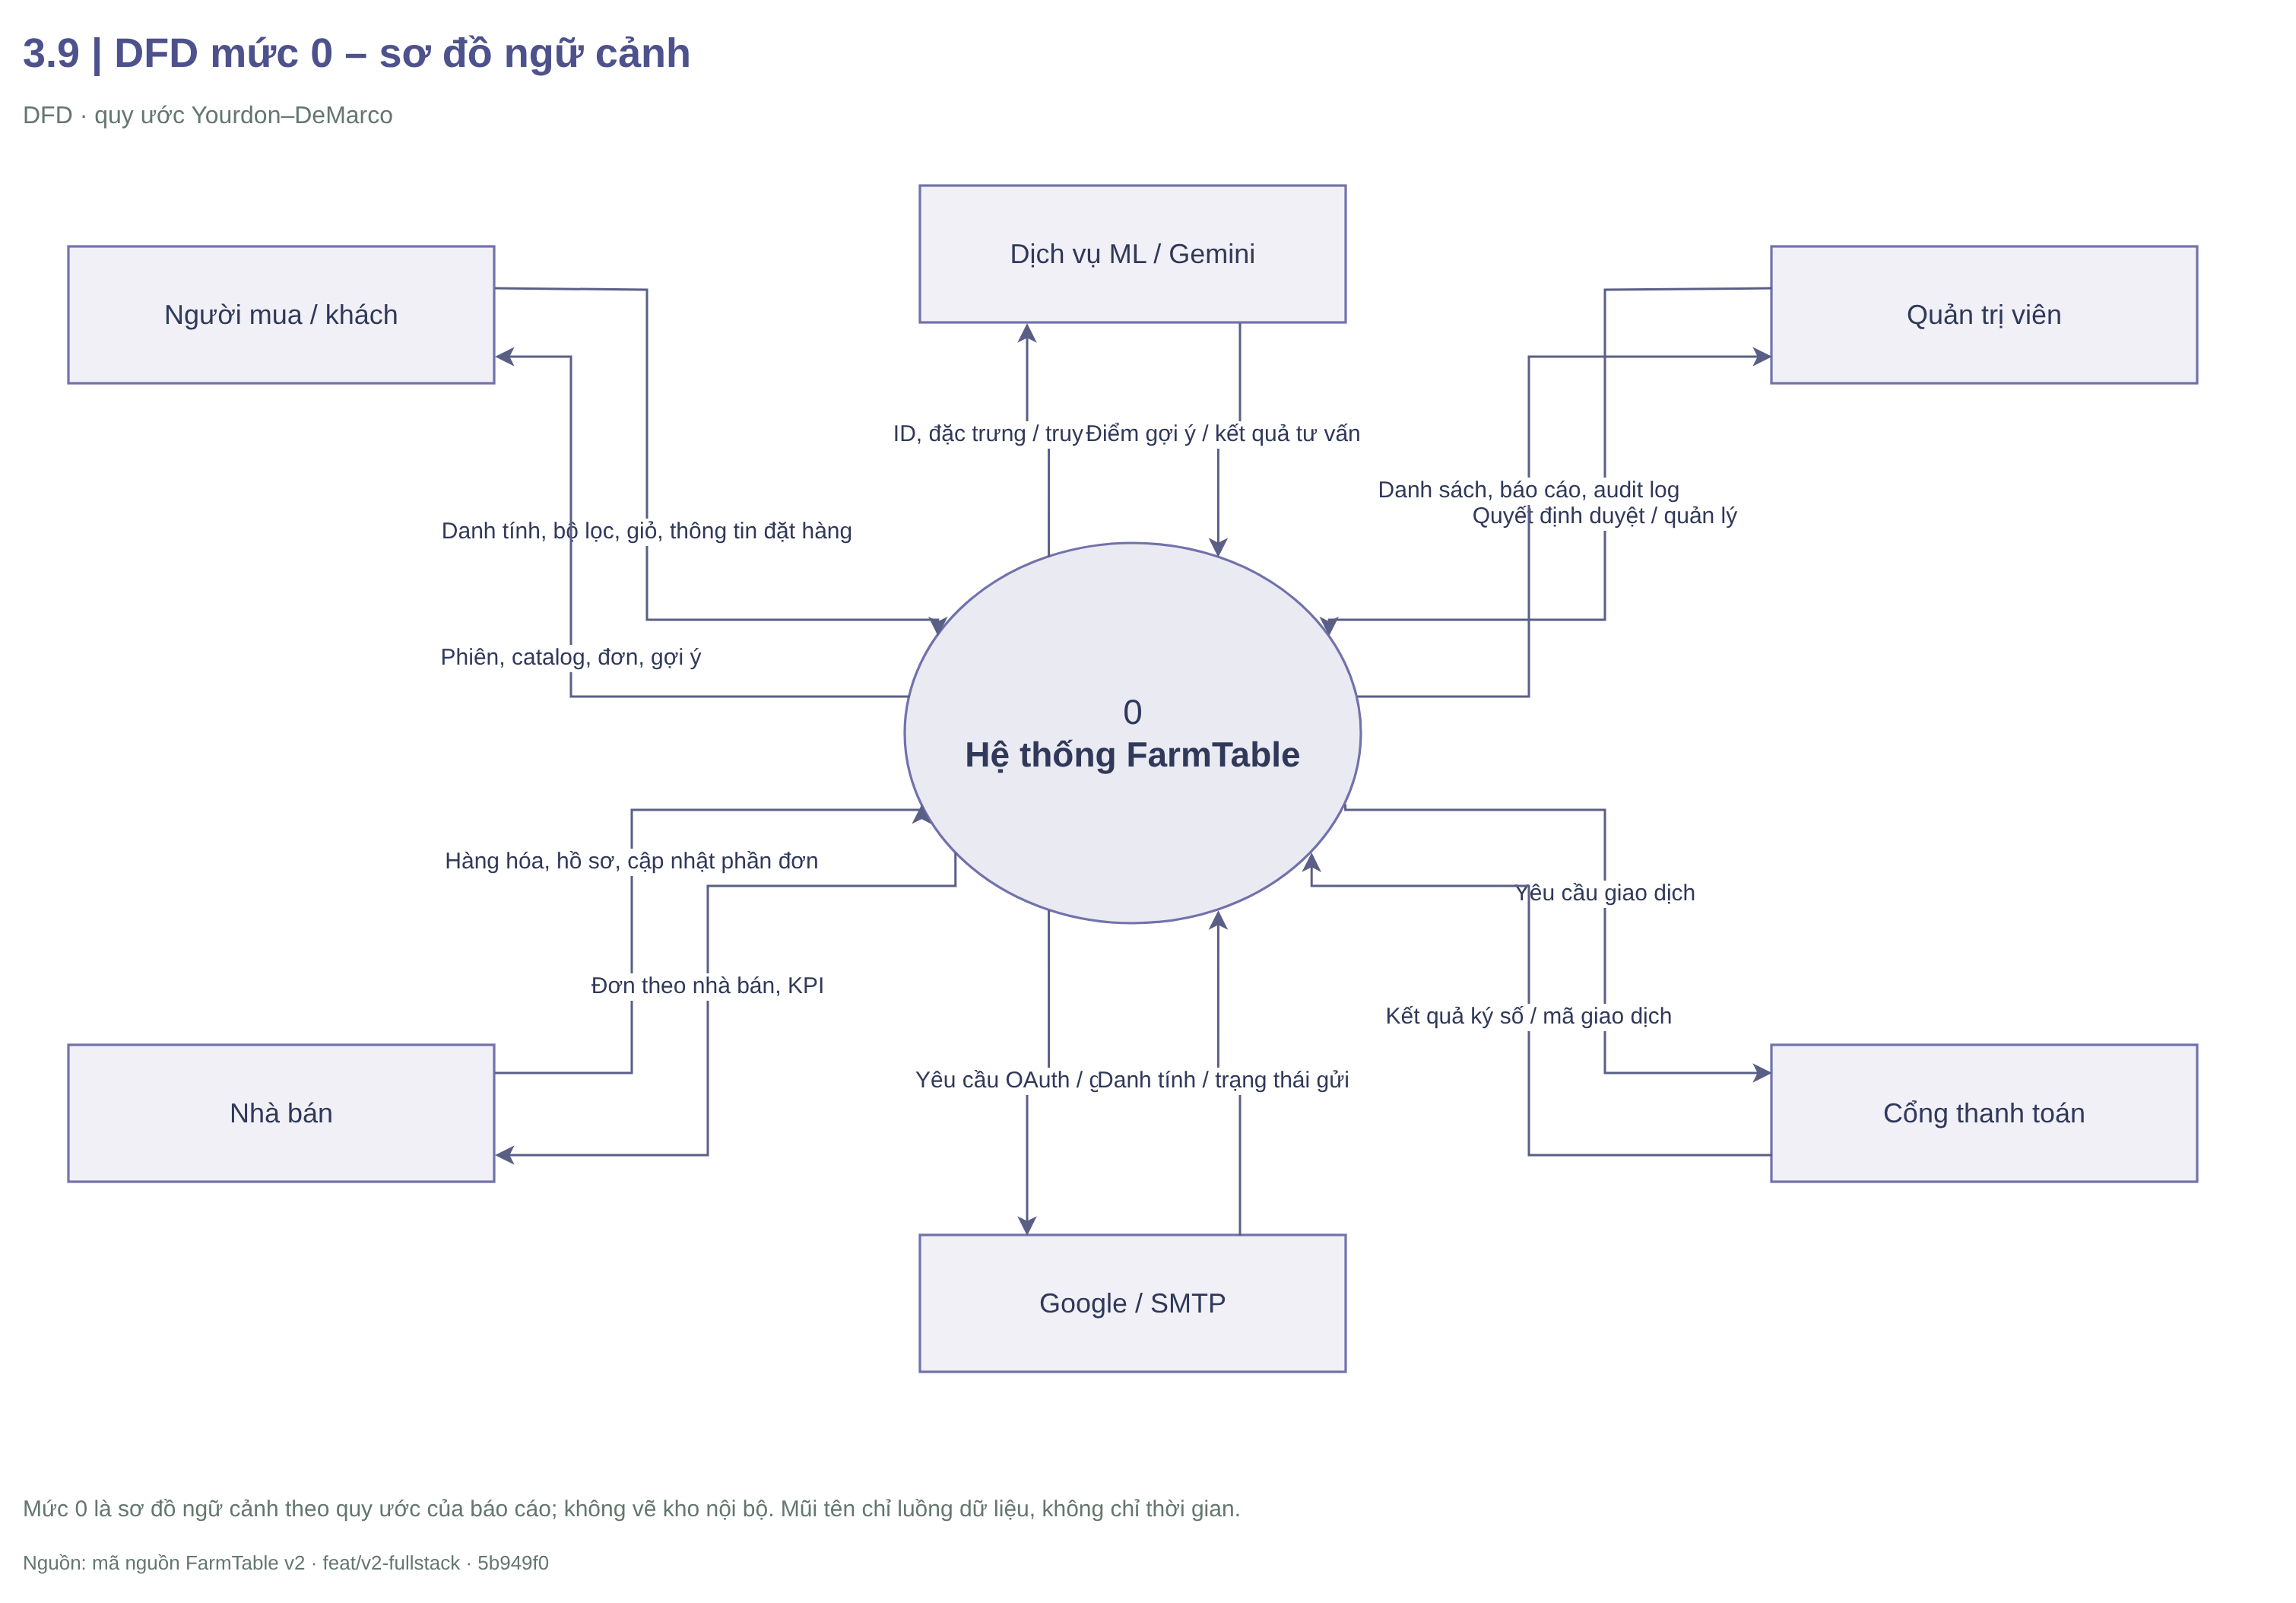 3.9 | DFD mức 0 – sơ đồ ngữ cảnh
DFD · quy ước Yourdon–DeMarco
Dịch vụ ML / Gemini
Người mua / khách
Quản trị viên
ID, đặc trưng / truy
Điểm gợi ý / kết quả tư vấn
Danh sách, báo cáo, audit log
Quyết định duyệt / quản lý
Danh tính, bộ lọc, giỏ, thông tin đặt hàng
Phiên, catalog, đơn, gợi ý
0
Hệ thống FarmTable
Hàng hóa, hồ sơ, cập nhật phần đơn
Yêu cầu giao dịch
Đơn theo nhà bán, KPI
Kết quả ký số / mã giao dịch
Yêu cầu OAuth /
Danh tính / trạng thái gửi
Nhà bán
Cổng thanh toán
Google / SMTP
Mức 0 là sơ đồ ngữ cảnh theo quy ước của báo cáo; không vẽ kho nội bộ. Mũi tên chỉ luồng dữ liệu, không chỉ thời gian.
Nguồn: mã nguồn FarmTable v2 · feat/v2-fullstack · 5b949f0